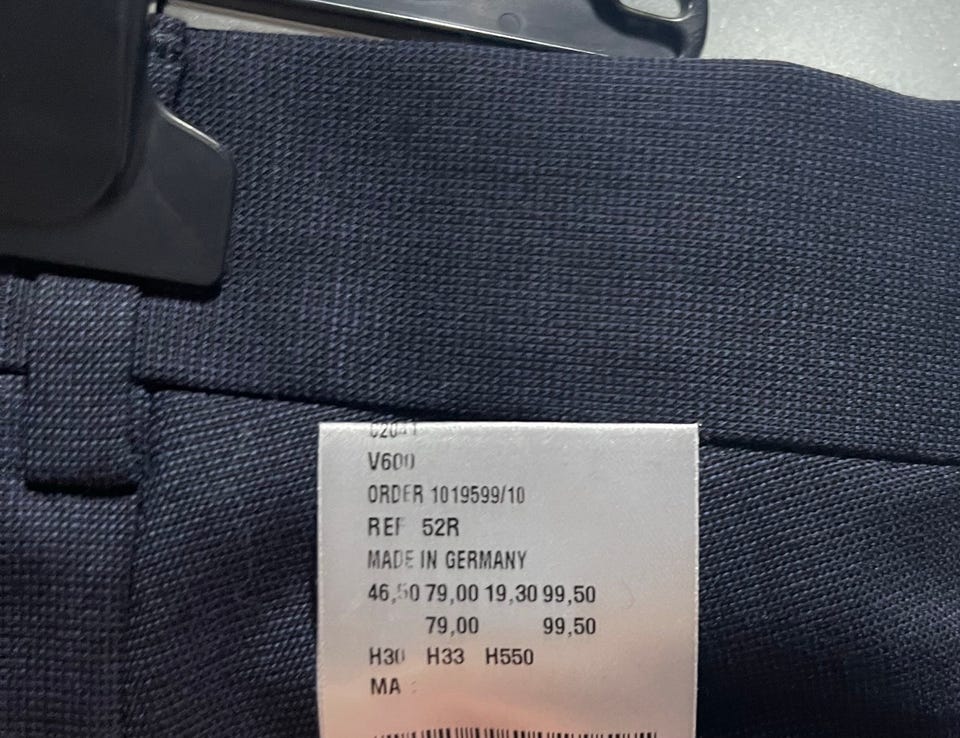 V600
ORDER 1019599/10
REF 52R
MADE IN GERMANY
46,50 79,00 19,30 99,50
79,00 99,50
H30 H33 H550
MA